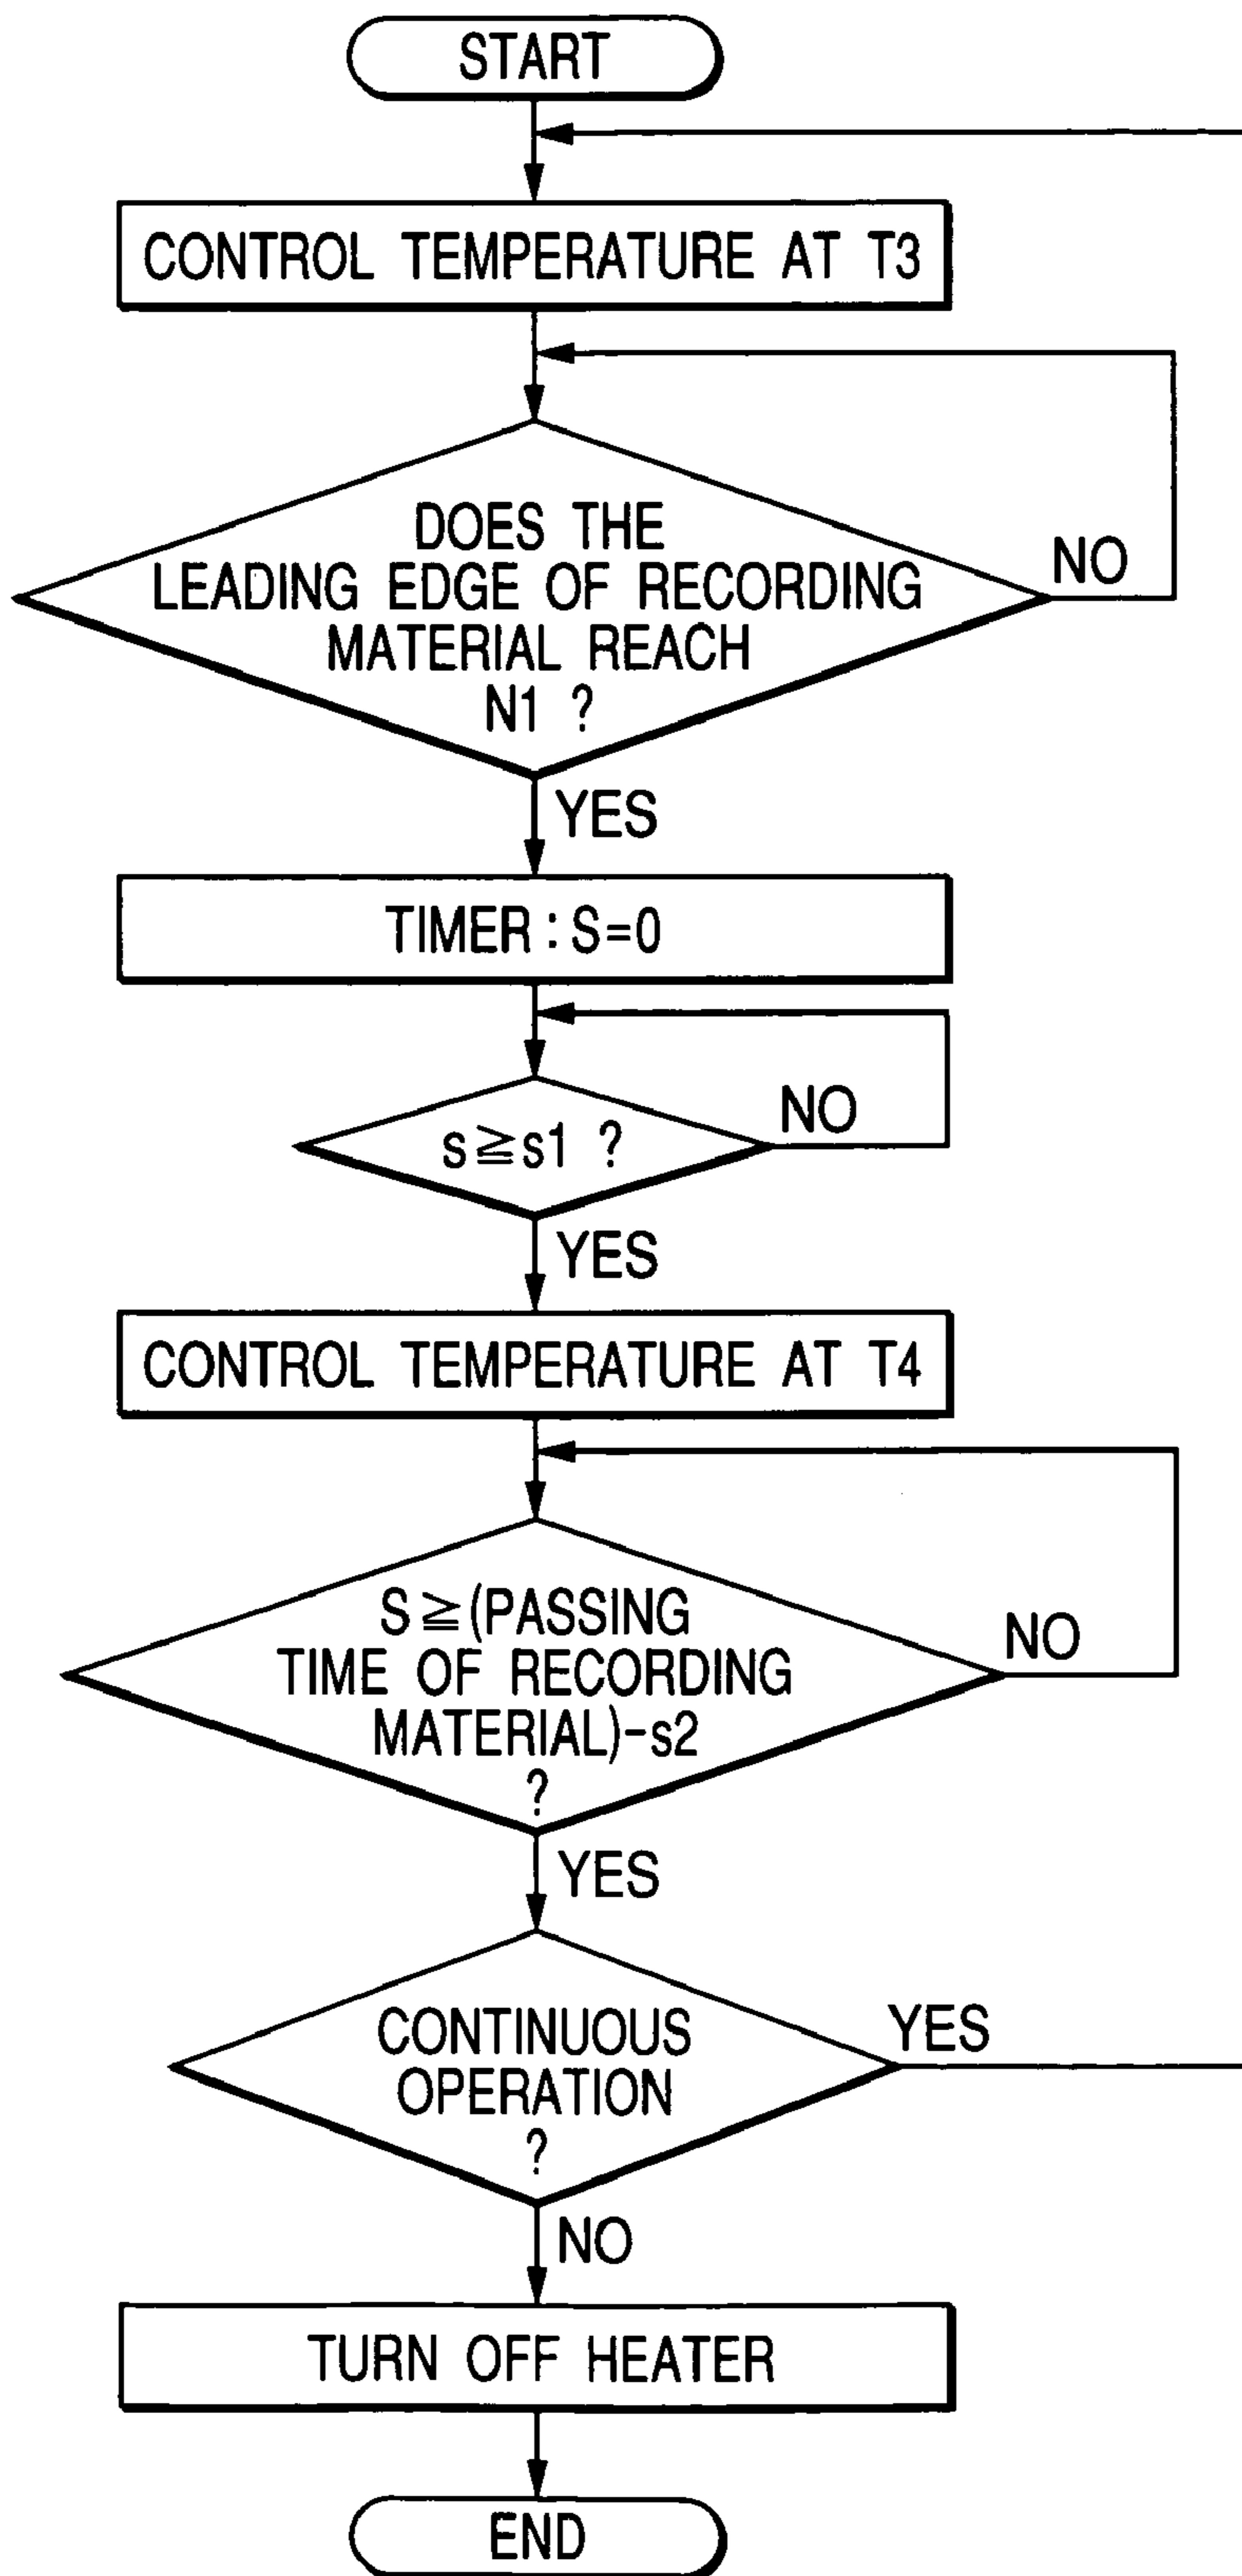 START
CONTROL TEMPERATURE AT T3
DOES THE
LEADING EDGE OF RECORDING
MATERIAL REACH
N1 ?
NO
YES
TIMER : S=0
s≧s1 ?
NO
YES
CONTROL TEMPERATURE AT T4
S≧(PASSING
TIME OF RECORDING
MATERIAL)-s2
?
NO
YES
CONTINUOUS
OPERATION
?
YES
NO
TURN OFF HEATER
END